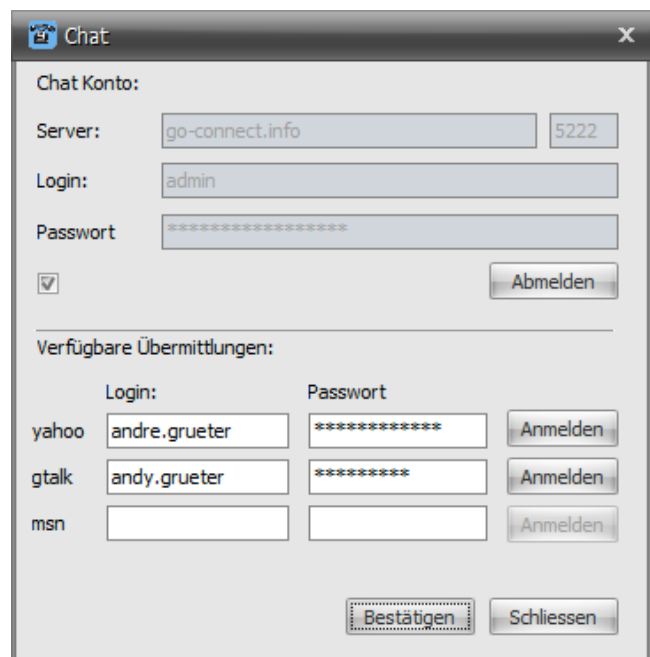 Chat x
Chat Konto:
Server: go-connect.info 5222
Login: admin
Passwort ******************
Abmelden
Verfügbare Übermittlungen:
Login: Passwort
yahoo andre.grueter ************ Anmelden
gtalk andy.grueter ********* Anmelden
msn Anmelden
Bestätigen Schliessen